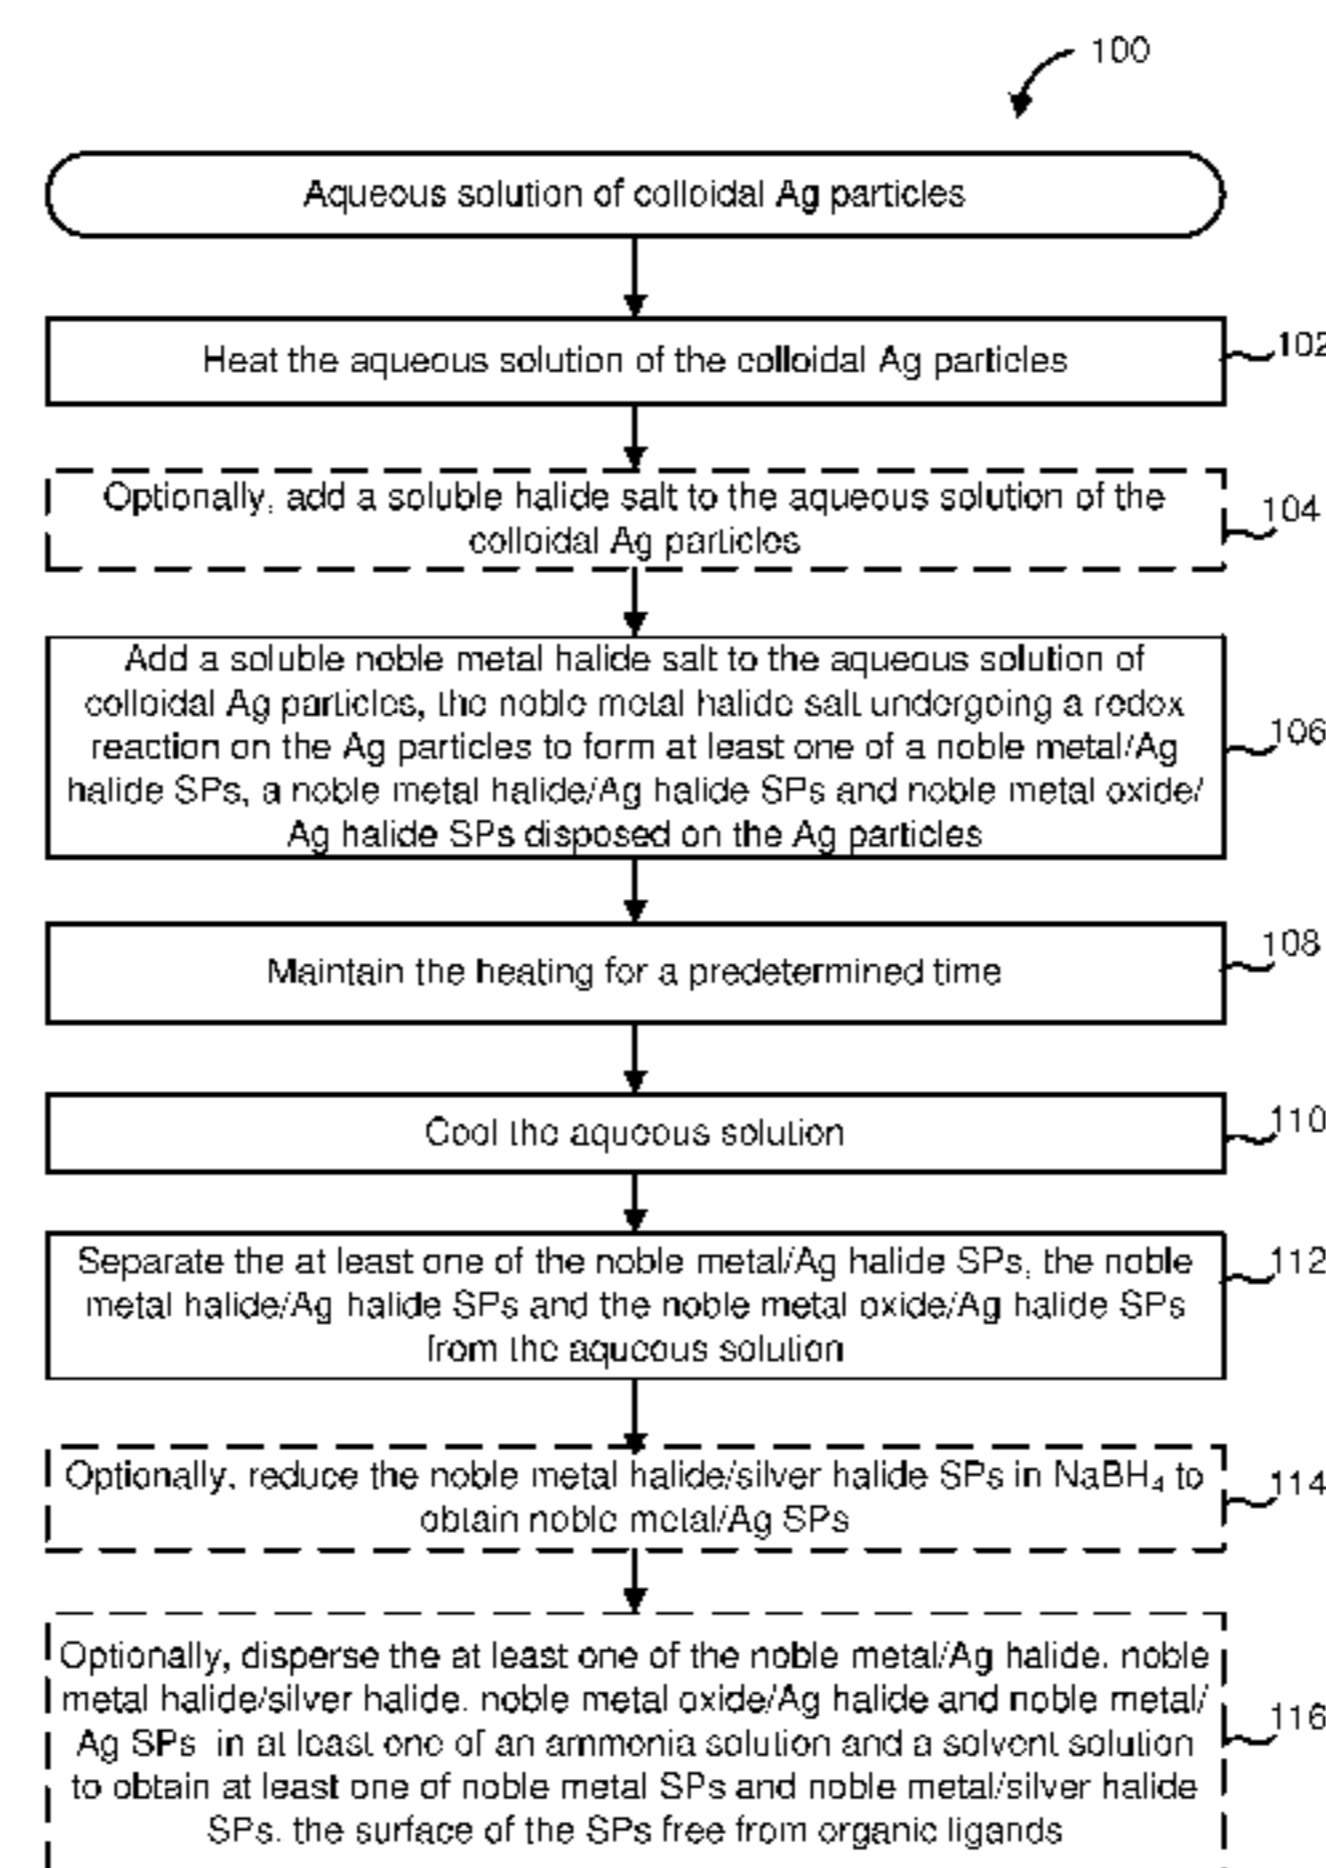 100
Aqueous solution of colloidal Ag particles
Heat the aqueous solution of the colloidal Ag particles
102
Optionally, add a soluble halide salt to the aqueous solution of the
colloidal Ag particles
104
Add a soluble noble metal halide salt to the aqueous solution of
colloidal Ag particles, the noble metal halide salt undergoing a redox
reaction on the Ag particles to form at least one of a noble metal/Ag
halide SPs, a noble metal halide/Ag halide SPs and noble metal oxide/
Ag halide SPs disposed on the Ag particles
106
Maintain the heating for a predetermined time
108
Cool the aqueous solution
110
Separate the at least one of the noble metal/Ag halide SPs, the noble
metal halide/Ag halide SPs and the noble metal oxide/Ag halide SPs
from the aqueous solution
112
Optionally, reduce the noble metal halide/silver halide SPs in NaBH₄ to
obtain noble metal/Ag SPs
114
Optionally, disperse the at least one of the noble metal/Ag halide. noble
metal halide/silver halide. noble metal oxide/Ag halide and noble metal/
Ag SPs in at least one of an ammonia solution and a solvent solution
to obtain at least one of noble metal SPs and noble metal/silver halide
SPs. the surface of the SPs free from organic ligands
116